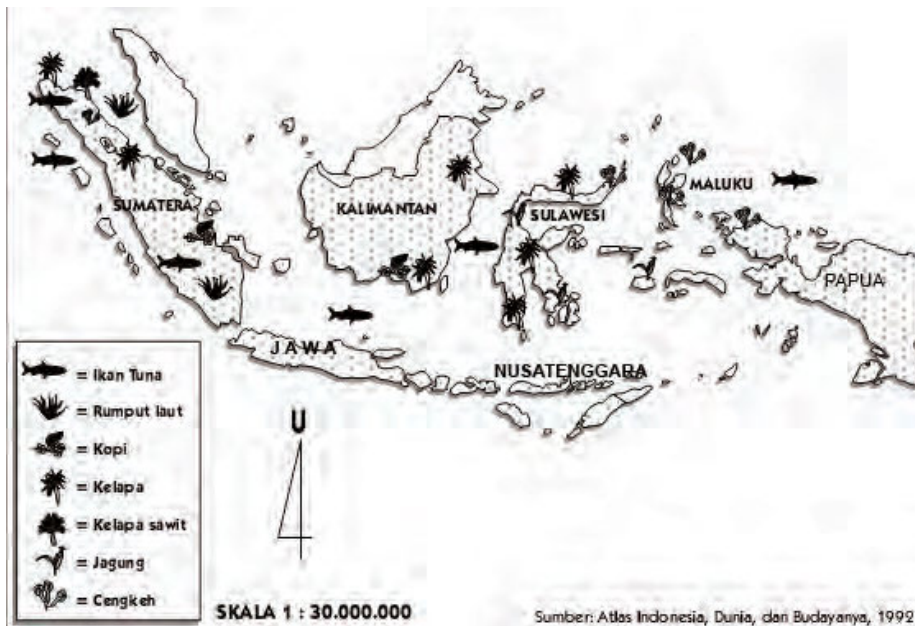 SUMATERA
KALIMANTAN
SULAWESI
MALUKU
PAPUA
JAWA
NUSATENGGARA
= Ikan Tuna
= Rumput laut
= Kopi
= Kelapa
= Kelapa sawit
= Jagung
= Cengkeh
U
SKALA 1 : 30.000.000
Sumber: Atlas Indonesia, Dunia, dan Budayanya, 1992